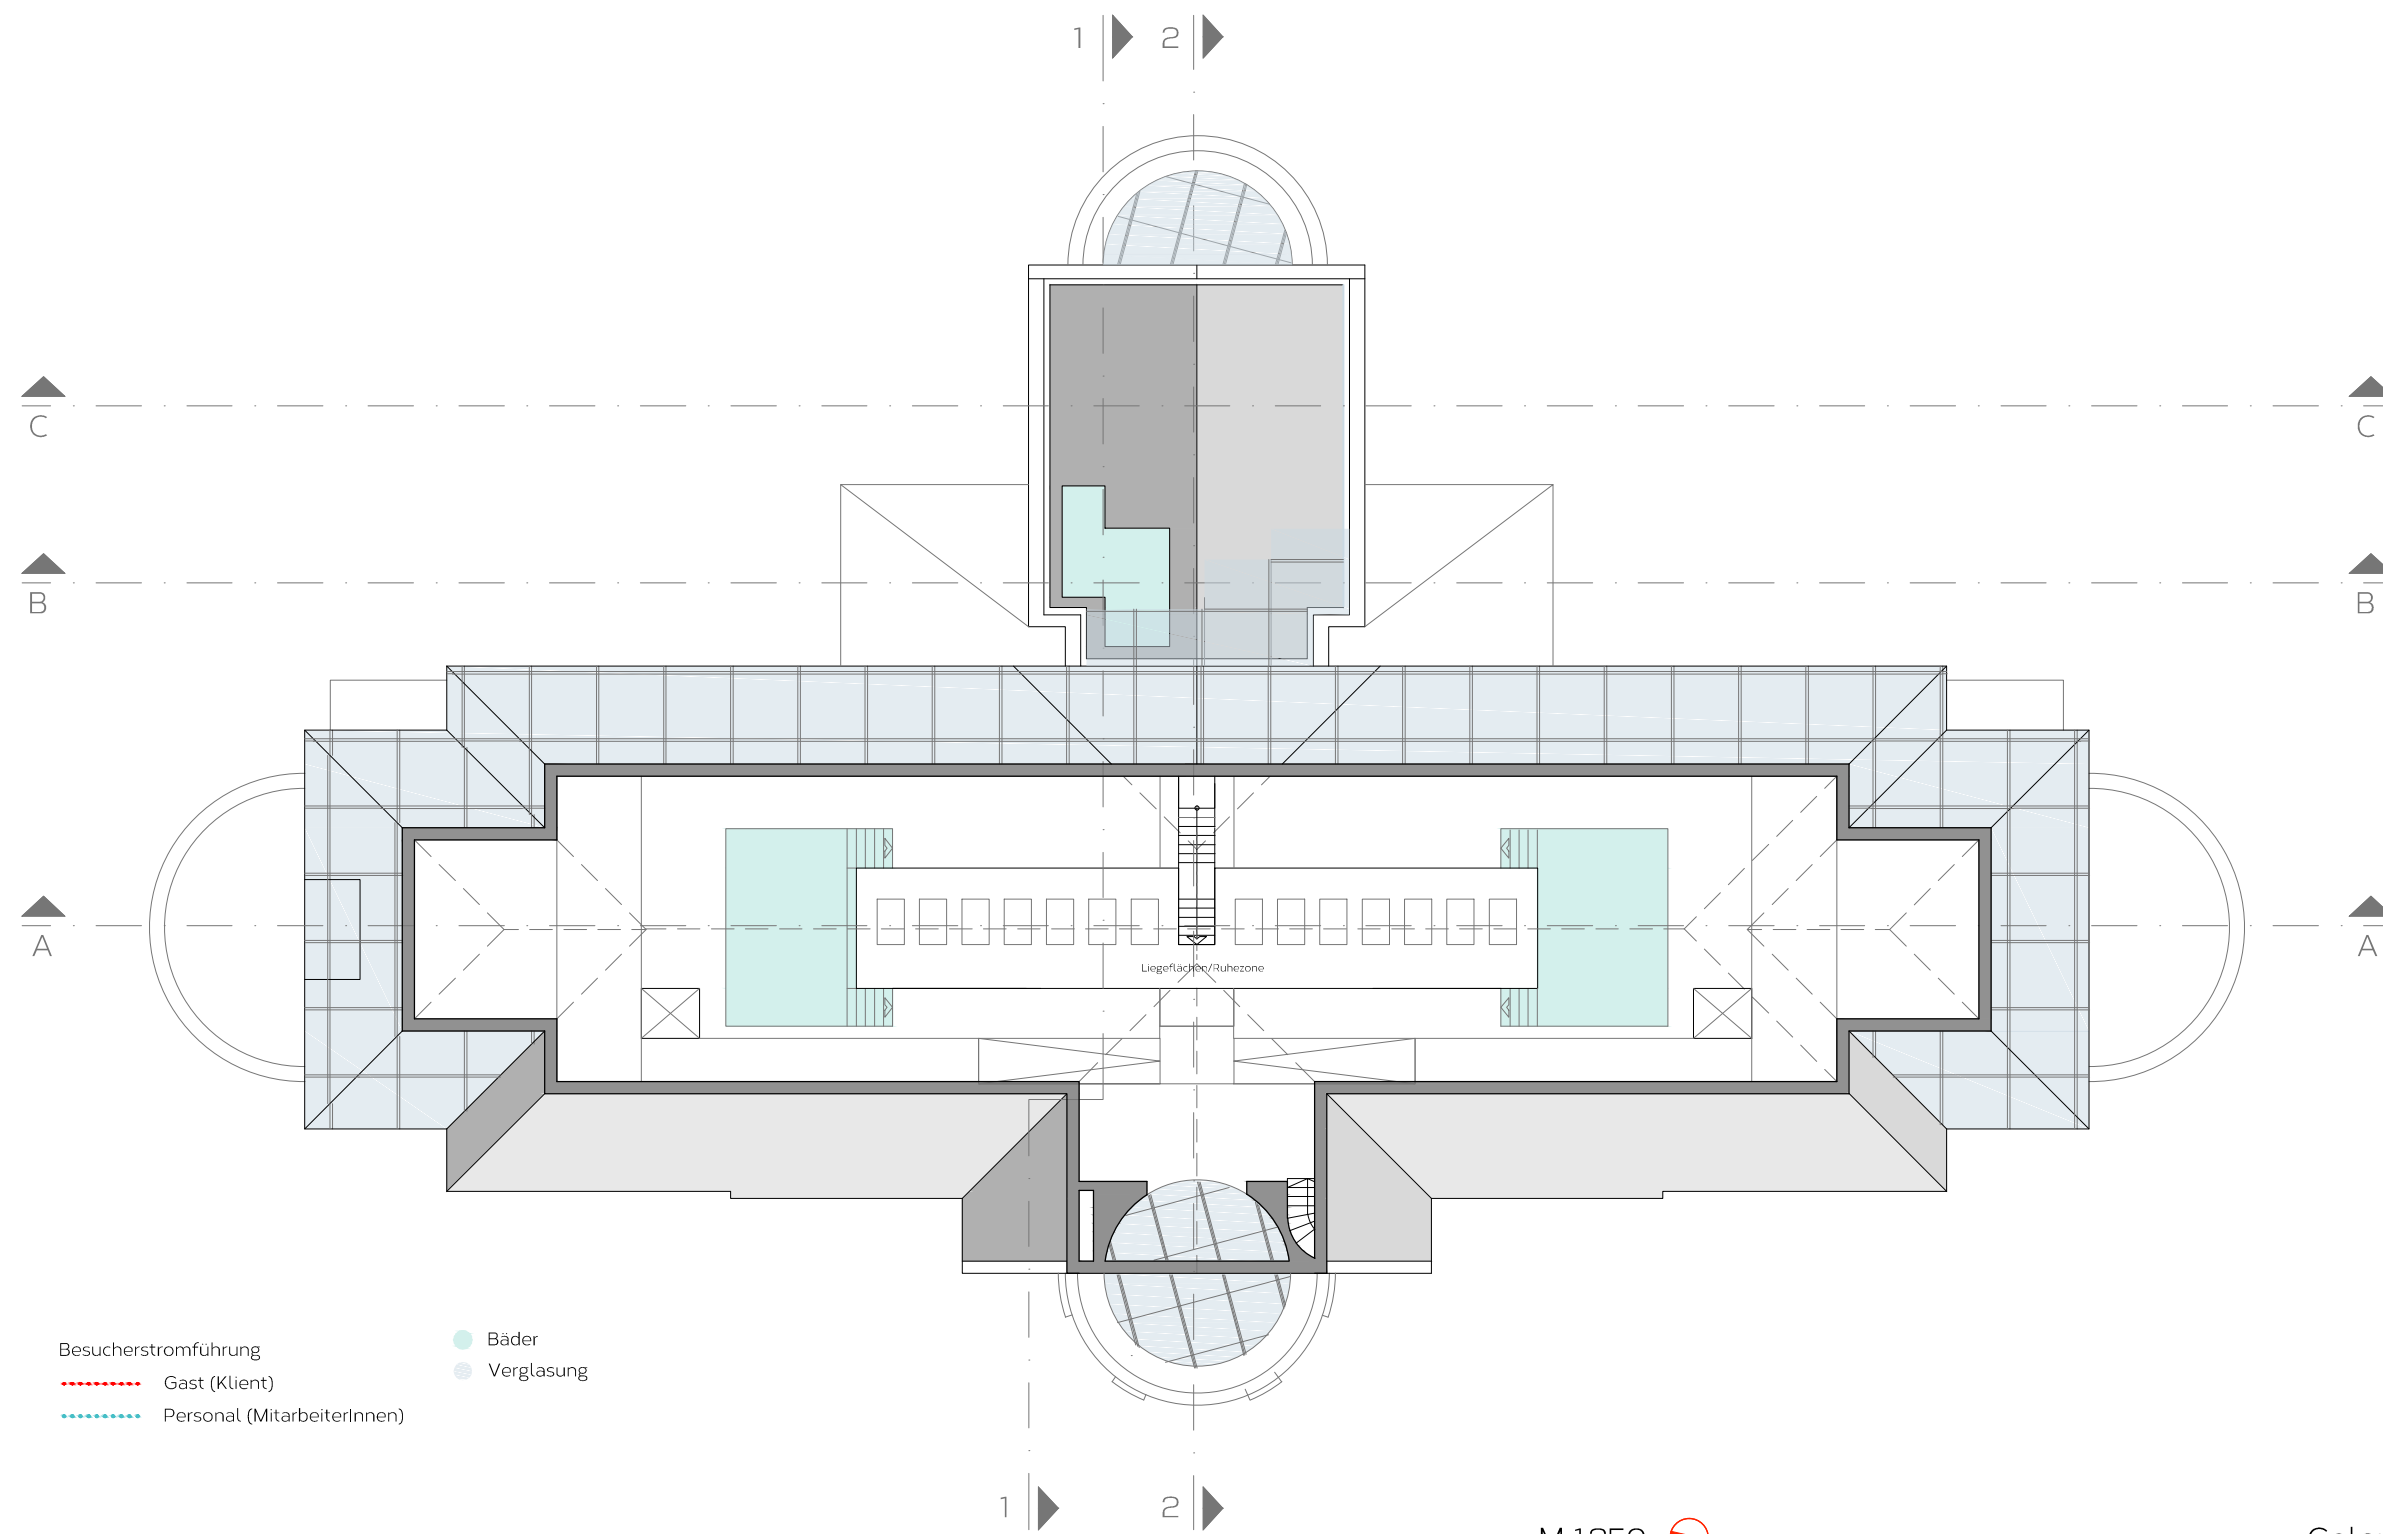 1
2
C
C
B
B
A
A
Liegeflächen/Ruhezone
Besucherstromführung
Gast (Klient)
Personal (MitarbeiterInnen)
Bäder
Verglasung
1
2